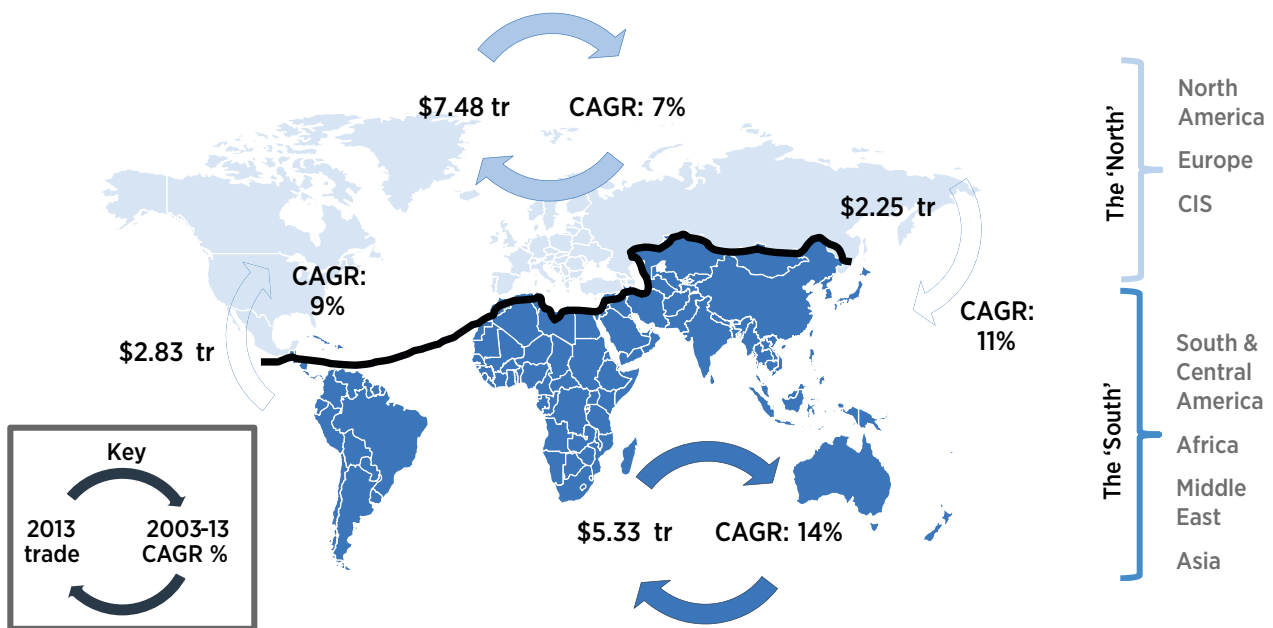 $7.48 tr
CAGR: 7%
$2.25 tr
CAGR:
9%
$2.83 tr
CAGR:
11%
$5.33 tr
CAGR: 14%
Key
2013
trade
2003-13
CAGR %
The 'North'
North
America
Europe
CIS
The 'South'
South &
Central
America
Africa
Middle
East
Asia